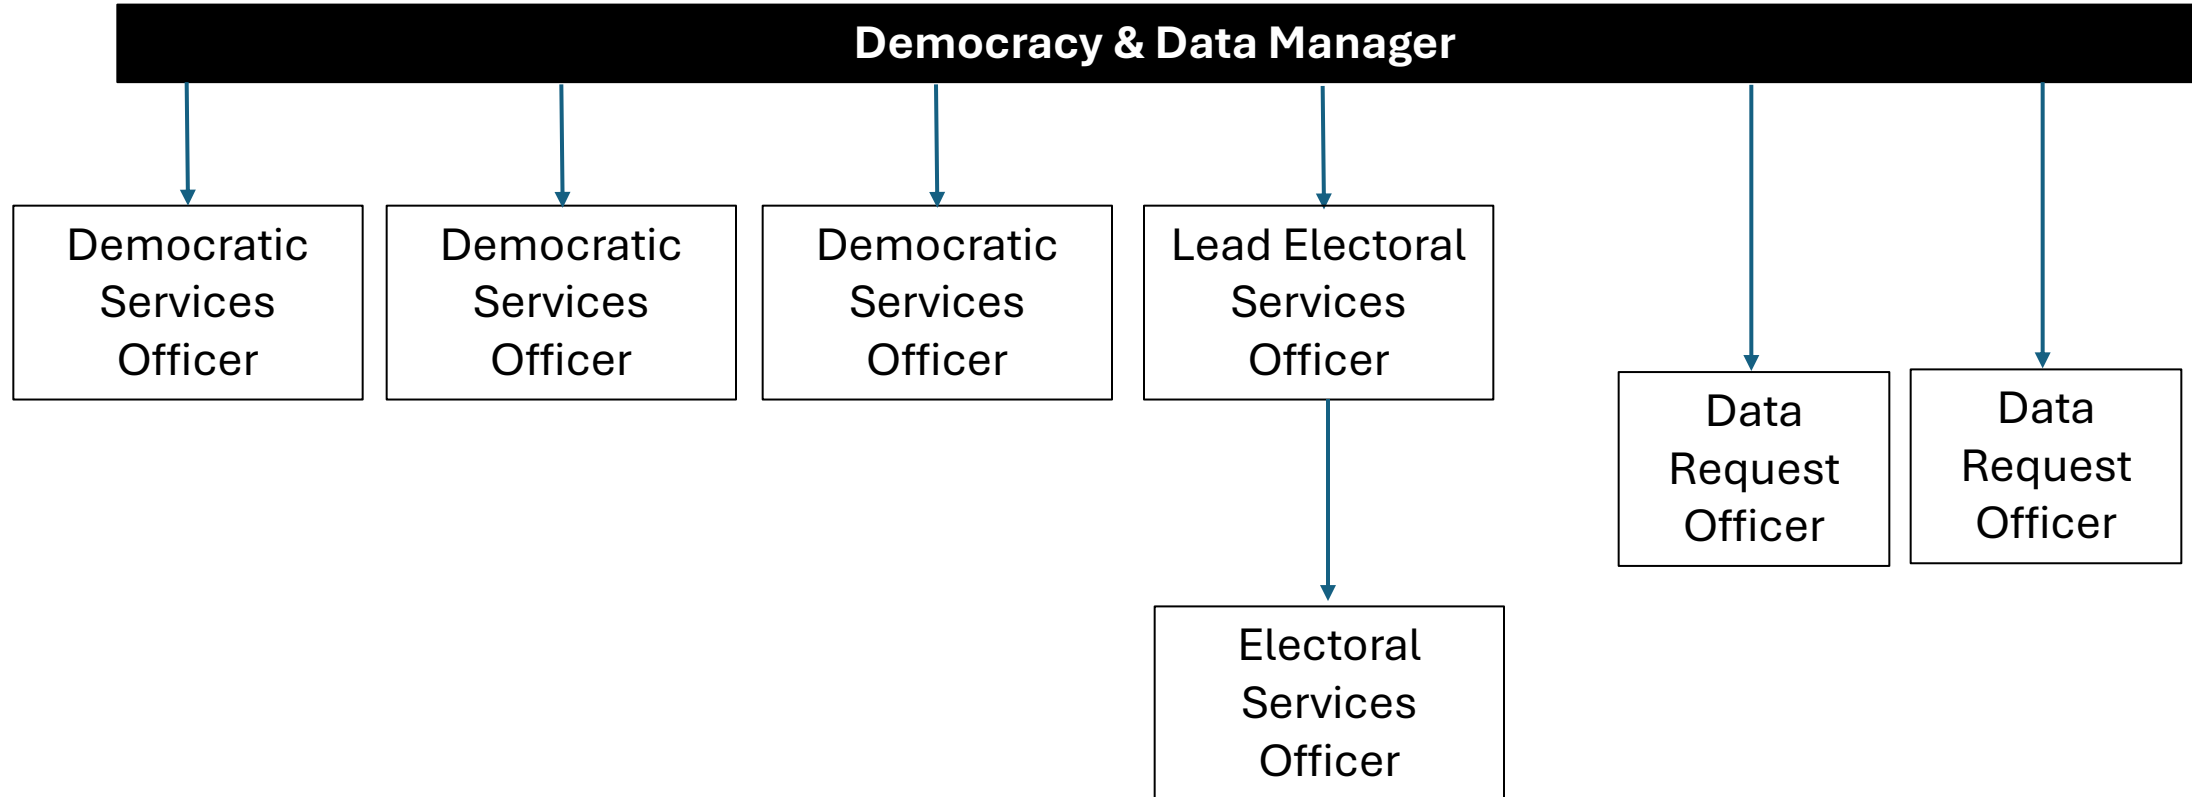 Democracy & Data Manager
Democratic
Services
Officer
Democratic
Services
Officer
Democratic
Services
Officer
Lead Electoral
Services
Officer
Data
Request
Officer
Data
Request
Officer
Electoral
Services
Officer